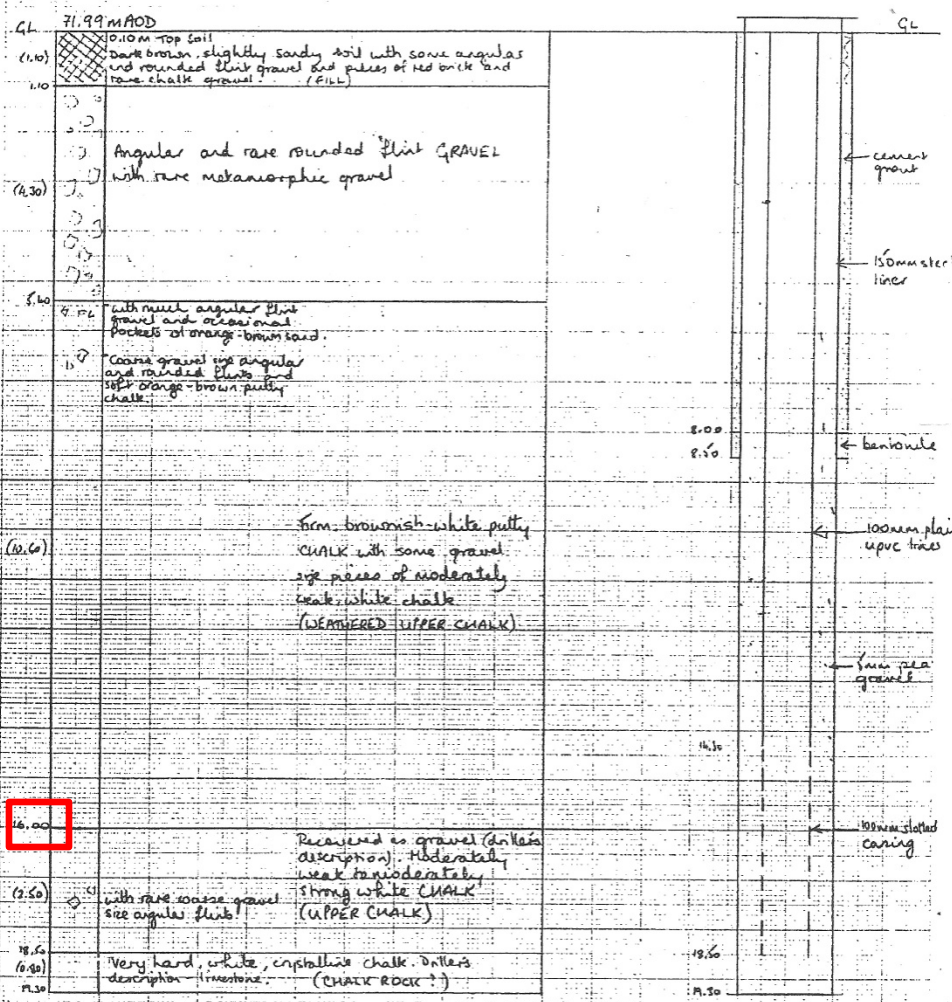 GL 71.99 mAOD GL
0.10m Top Soil
(1.10) Dark brown, slightly sandy soil with some angular
and rounded flint gravel and pieces of red brick and
rare chalk gravel. (FILL)
1.10
Angular and rare rounded flint GRAVEL
with rare metamorphic gravel
cement
grout
(4.30)
150mm steel
liner
5.40
with much angular flint
gravel and occasional
pockets of orange-brown sand.
Coarse gravel size angular
and rounded flints and
soft orange-brown putty
chalk.
8.00
8.50
bentonite
Firm, brownish-white putty
CHALK with some gravel
size pieces of moderately
weak white chalk
(WEATHERED UPPER CHALK)
(10.60)
100mm plai
upvc
5mm pea
gravel
14.50
16.00
Recovered as gravel (drillers
description). Moderately
weak to moderately
strong white CHALK
(UPPER CHALK)
100mm slotted
casing
(2.50)
with rare coarse gravel
size angular flints
18.50
18.50
(0.80)
Very hard, white, crystalline chalk. Drillers
description limestone. (CHALK ROCK?)
19.30
19.30